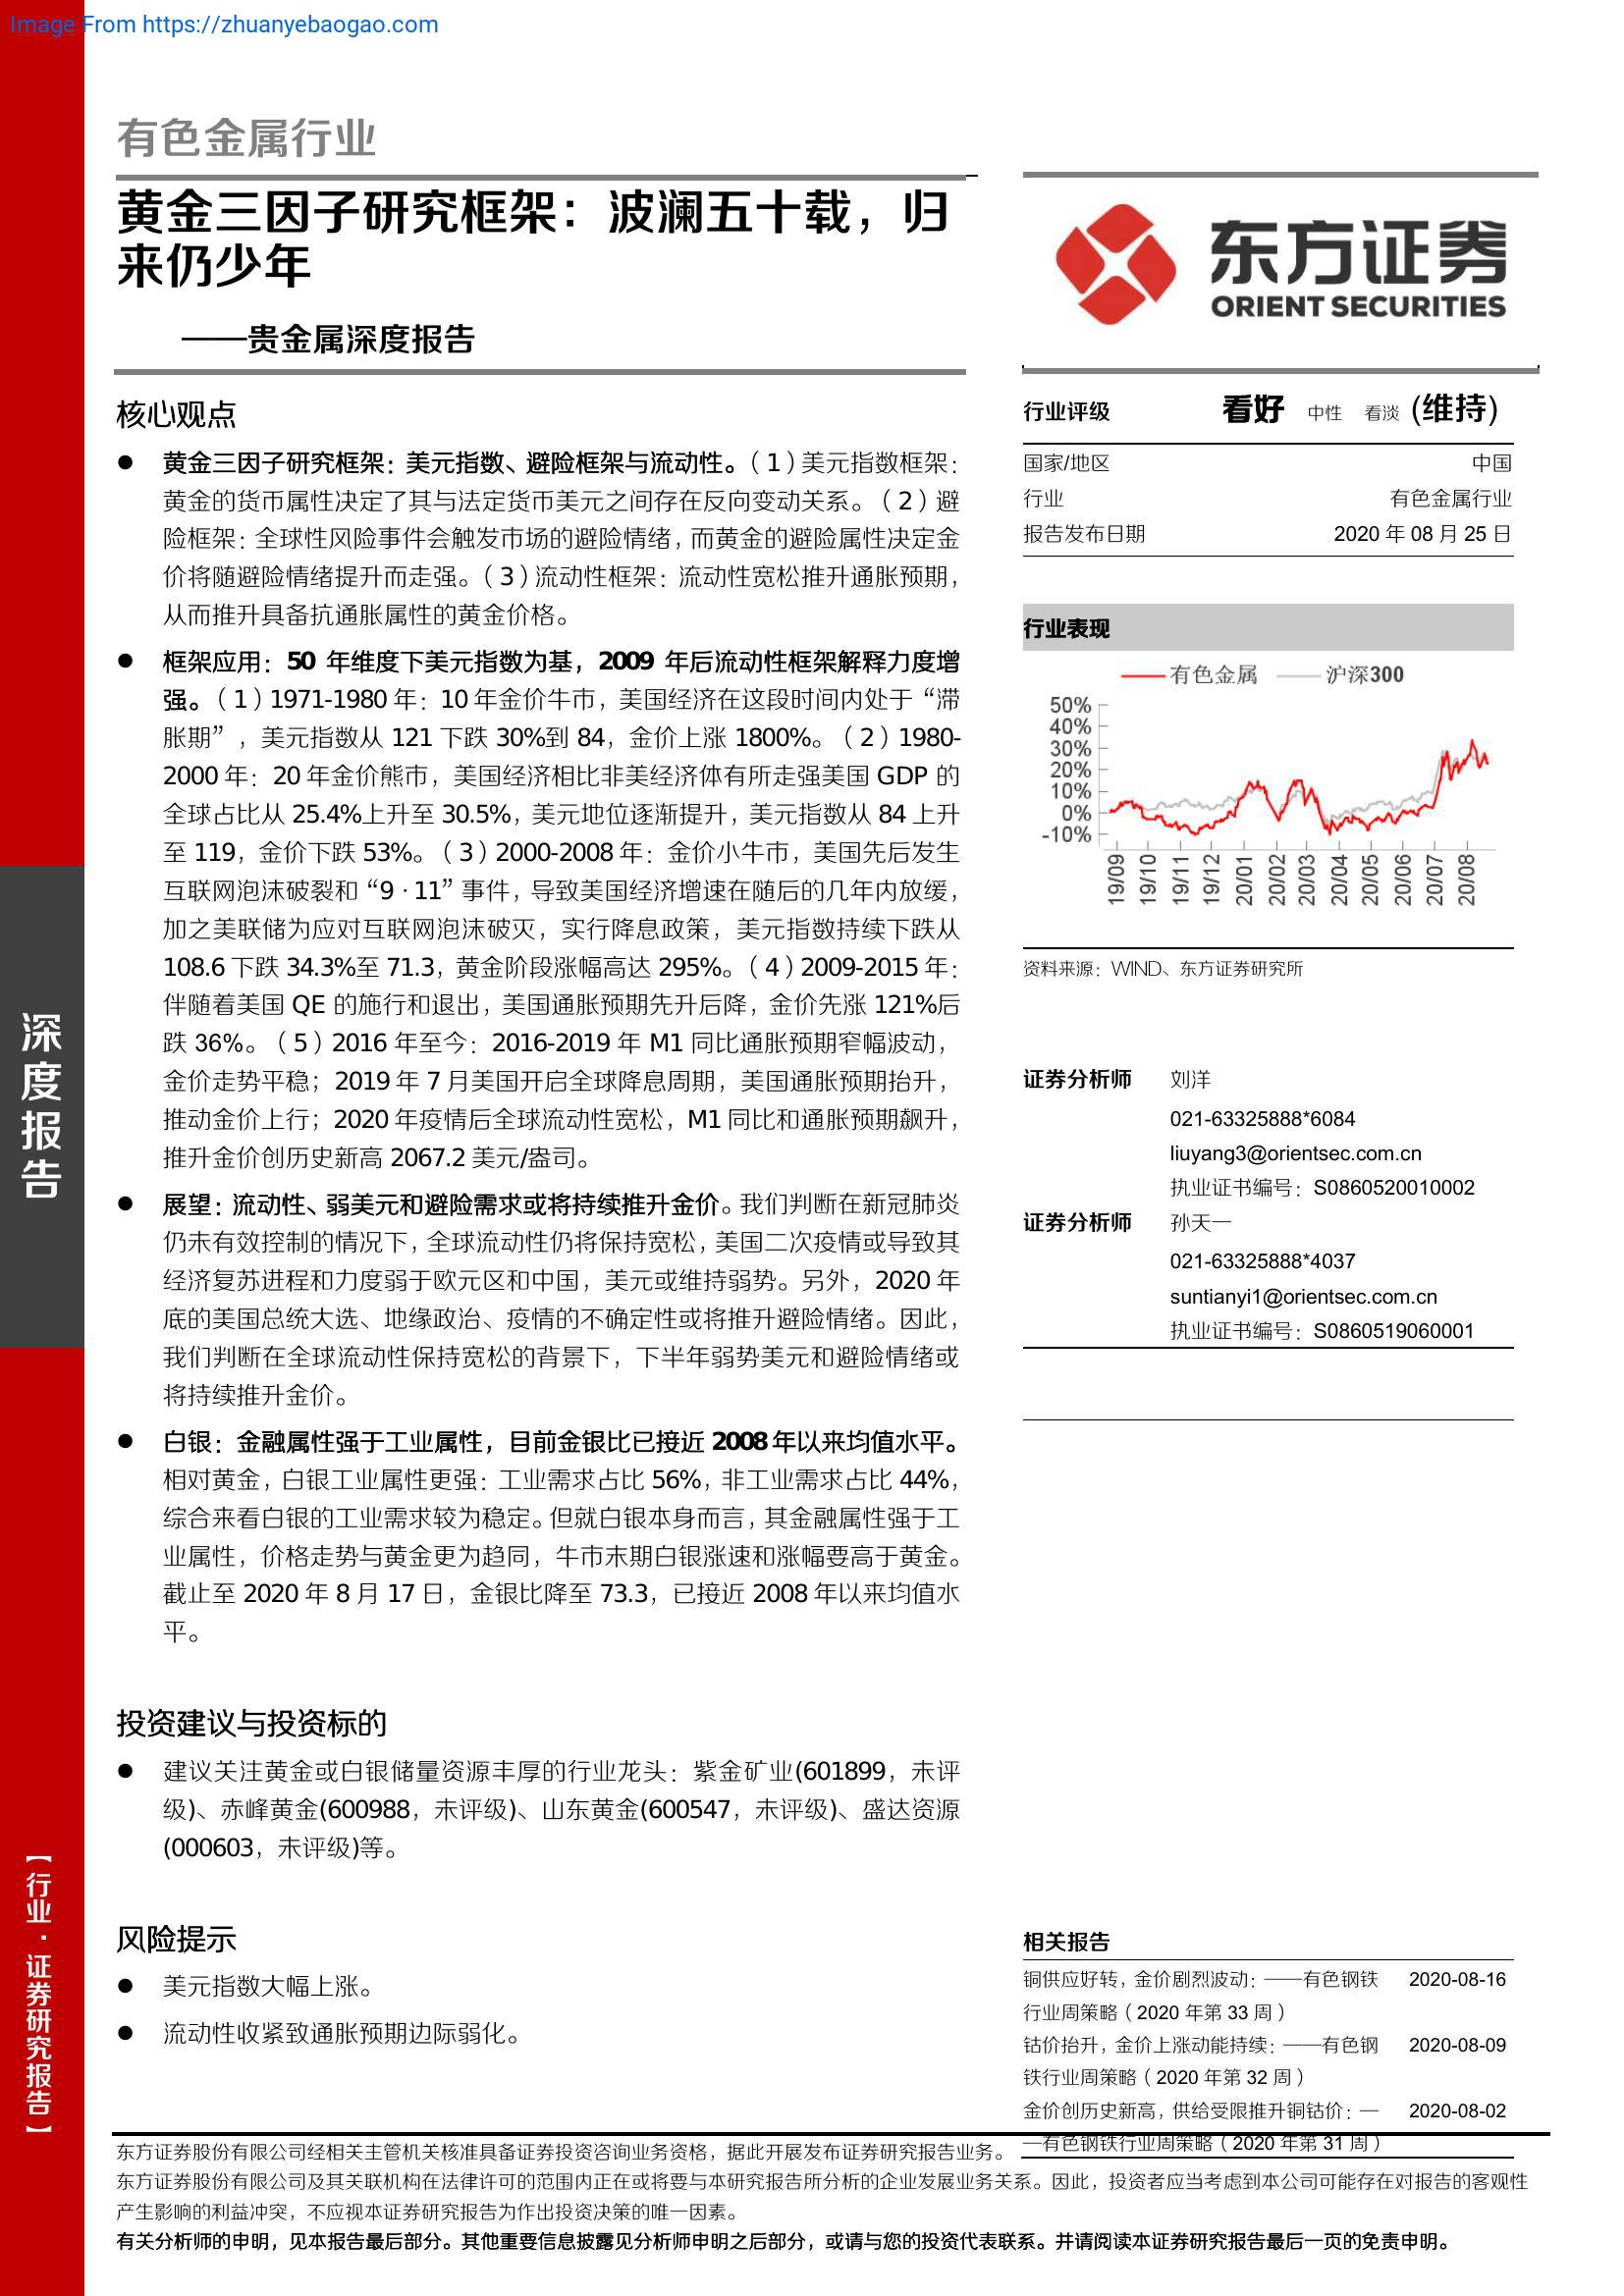 Image From https://zhuanyebaogao.com
有色金属行业
黄金三因子研究框架：波澜五十载，归
来仍少年
——贵金属深度报告
核心观点
● 黄金三因子研究框架：美元指数、避险框架与流动性。（1）美元指数框架：
黄金的货币属性决定了其与法定货币美元之间存在反向变动关系。（2）避
险框架：全球性风险事件会触发市场的避险情绪，而黄金的避险属性决定金
价将随避险情绪提升而走强。（3）流动性框架：流动性宽松推升通胀预期，
从而推升具备抗通胀属性的黄金价格。
● 框架应用：50 年维度下美元指数为基，2009 年后流动性框架解释力度增
强。（1）1971-1980 年：10 年金价牛市，美国经济在这段时间内处于“滞
胀期”，美元指数从 121 下跌 30%到 84，金价上涨 1800%。（2）1980-
2000 年：20 年金价熊市，美国经济相比非美经济体有所走强美国 GDP 的
全球占比从 25.4%上升至 30.5%，美元地位逐渐提升，美元指数从 84 上升
至 119，金价下跌 53%。（3）2000-2008 年：金价小牛市，美国先后发生
互联网泡沫破裂和“9·11”事件，导致美国经济增速在随后的几年内放缓，
加之美联储为应对互联网泡沫破灭，实行降息政策，美元指数持续下跌从
108.6 下跌 34.3%至 71.3，黄金阶段涨幅高达 295%。（4）2009-2015 年：
伴随着美国 QE 的施行和退出，美国通胀预期先升后降，金价先涨 121%后
跌 36%。（5）2016 年至今：2016-2019 年 M1 同比通胀预期窄幅波动，
金价走势平稳；2019 年 7 月美国开启全球降息周期，美国通胀预期抬升，
推动金价上行；2020 年疫情后全球流动性宽松，M1 同比和通胀预期飙升，
推升金价创历史新高 2067.2 美元/盎司。
● 展望：流动性、弱美元和避险需求或将持续推升金价。我们判断在新冠肺炎
仍未有效控制的情况下，全球流动性仍将保持宽松，美国二次疫情或导致其
经济复苏进程和力度弱于欧元区和中国，美元或维持弱势。另外，2020 年
底的美国总统大选、地缘政治、疫情的不确定性或将推升避险情绪。因此，
我们判断在全球流动性保持宽松的背景下，下半年弱势美元和避险情绪或
将持续推升金价。
● 白银：金融属性强于工业属性，目前金银比已接近 2008 年以来均值水平。
相对黄金，白银工业属性更强：工业需求占比 56%，非工业需求占比 44%，
综合来看白银的工业需求较为稳定。但就白银本身而言，其金融属性强于工
业属性，价格走势与黄金更为趋同，牛市末期白银涨速和涨幅要高于黄金。
截止至 2020 年 8 月 17 日，金银比降至 73.3，已接近 2008 年以来均值水
平。
投资建议与投资标的
● 建议关注黄金或白银储量资源丰厚的行业龙头：紫金矿业(601899，未评
级)、赤峰黄金(600988，未评级)、山东黄金(600547，未评级)、盛达资源
(000603，未评级)等。
风险提示
● 美元指数大幅上涨。
● 流动性收紧致通胀预期边际弱化。
东方证券
ORIENT SECURITIES
行业评级 看好 中性 看淡 (维持)
国家/地区 中国
行业 有色金属行业
报告发布日期 2020 年 08 月 25 日
行业表现
有色金属 沪深300
50%
40%
30%
20%
10%
0%
-10%
19/09 19/10 19/11 19/12 20/01 20/02 20/03 20/04 20/05 20/06 20/07 20/08
资料来源：WIND、东方证券研究所
证券分析师 刘洋
021-63325888*6084
liuyang3@orientsec.com.cn
执业证书编号：S0860520010002
证券分析师 孙天一
021-63325888*4037
suntianyi1@orientsec.com.cn
执业证书编号：S0860519060001
相关报告
铜供应好转，金价剧烈波动：——有色钢铁 2020-08-16
行业周策略（2020 年第 33 周）
钴价抬升，金价上涨动能持续：——有色钢 2020-08-09
铁行业周策略（2020 年第 32 周）
金价创历史新高，供给受限推升铜钴价：— 2020-08-02
—有色钢铁行业周策略（2020 年第 31 周）
深度报告
【行业·证券研究报告】
东方证券股份有限公司经相关主管机关核准具备证券投资咨询业务资格，据此开展发布证券研究报告业务。
东方证券股份有限公司及其关联机构在法律许可的范围内正在或将要与本研究报告所分析的企业发展业务关系。因此，投资者应当考虑到本公司可能存在对报告的客观性
产生影响的利益冲突，不应视本证券研究报告为作出投资决策的唯一因素。
有关分析师的申明，见本报告最后部分。其他重要信息披露见分析师申明之后部分，或请与您的投资代表联系。并请阅读本证券研究报告最后一页的免责申明。